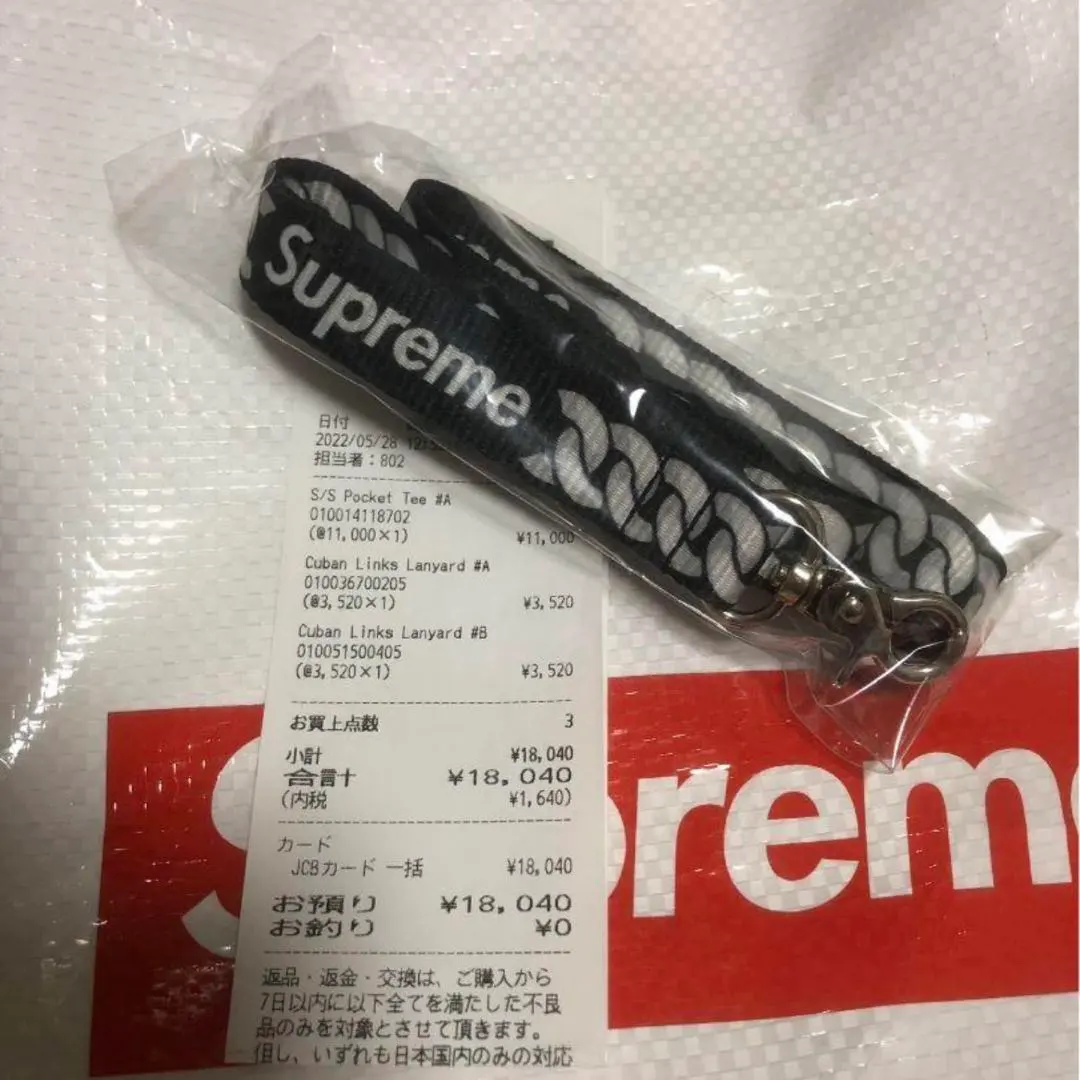 Supreme
日付
2022/05/28
担当者：802
S/S Pocket Tee #A
010014118702
(@11,000×1) ¥11,000
Cuban Links Lanyard #A
010036700205
(@3,520×1) ¥3,520
Cuban Links Lanyard #B
010051500405
(@3,520×1) ¥3,520
お買上点数 3
小計 ¥18,040
合計 ¥18,040
(内税 ¥1,640)
カード
JCBカード 一括 ¥18,040
お預り ¥18,040
お釣り ¥0
返品・返金・交換は、ご購入から
7日以内に以下全てを満たした不良
品のみを対象とさせて頂きます。
但し、いずれも日本国内のみの対応
Supreme